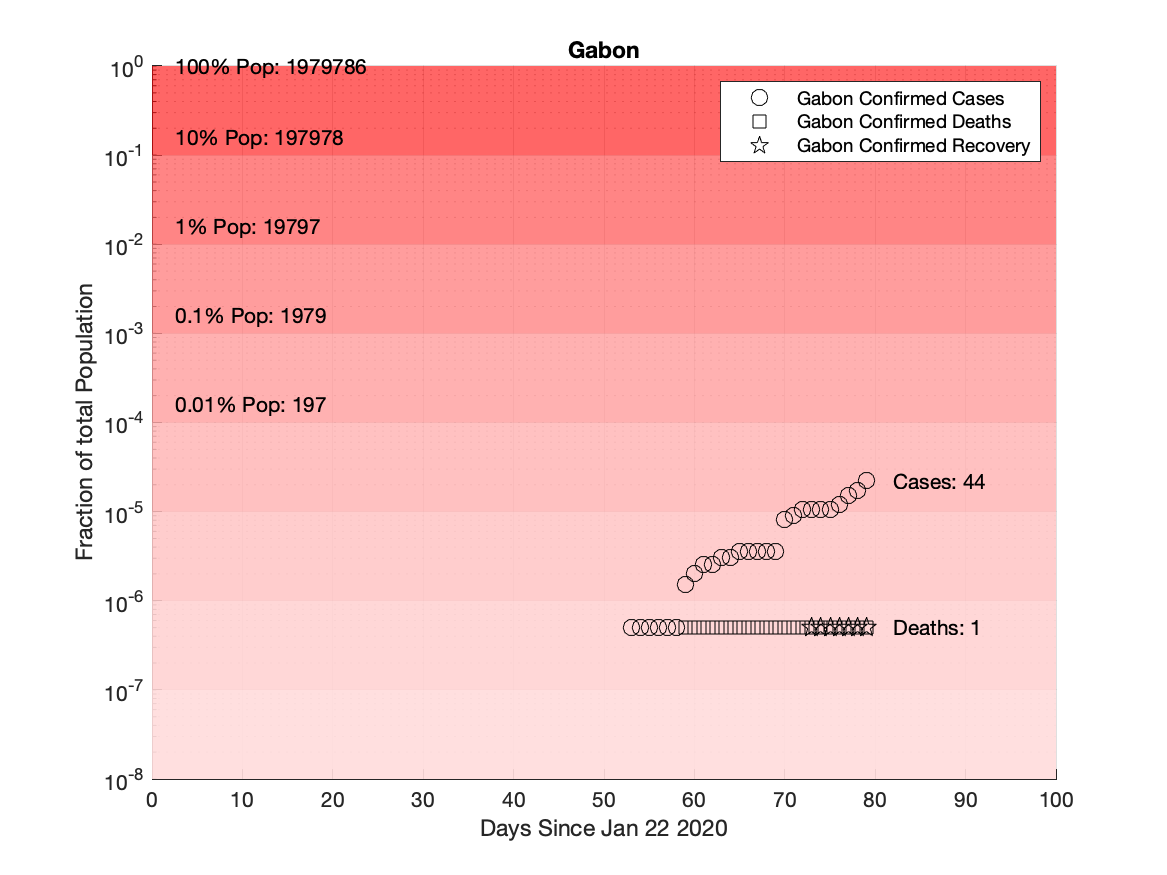 Gabon
10^0
10^-1
10^-2
10^-3
10^-4
10^-5
10^-6
10^-7
10^-8
Fraction of total Population
100% Pop: 1979786
10% Pop: 197978
1% Pop: 19797
0.1% Pop: 1979
0.01% Pop: 197
Gabon Confirmed Cases
Gabon Confirmed Deaths
Gabon Confirmed Recovery
Cases: 44
Deaths: 1
0 10 20 30 40 50 60 70 80 90 100
Days Since Jan 22 2020